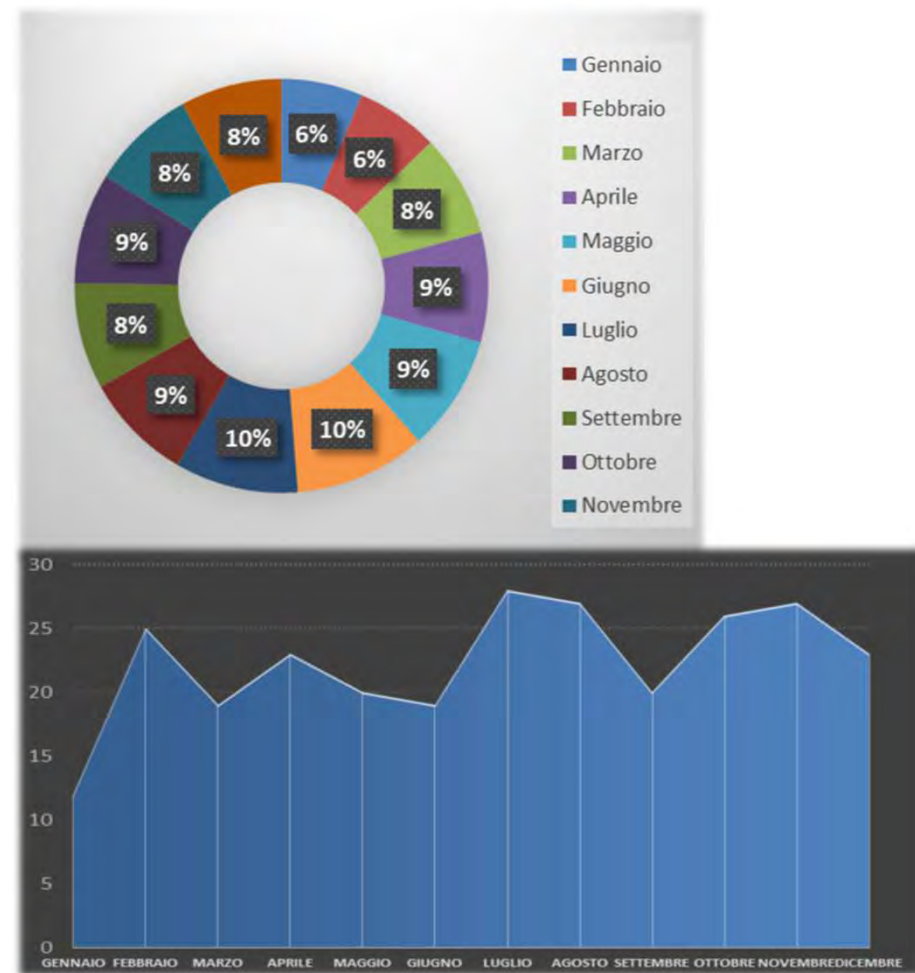 6%
6%
8%
9%
9%
10%
10%
9%
8%
9%
8%
8%
Gennaio
Febbraio
Marzo
Aprile
Maggio
Giugno
Luglio
Agosto
Settembre
Ottobre
Novembre
30
25
20
15
10
5
0
GENNAIO FEBBRAIO MARZO APRILE MAGGIO GIUGNO LUGLIO AGOSTO SETTEMBRE OTTOBRE NOVEMBRE DICEMBRE